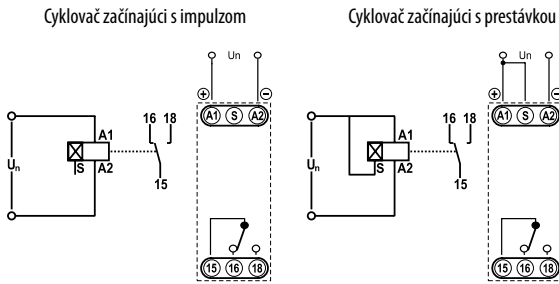 Cyklovač začínajúci s impulzom
Cyklovač začínajúci s prestávkou
Un
A1 S A2
16 18
A1
Un
S A2
15
15 16 18
Un
A1 S A2
16 18
A1
Un
S A2
15
15 16 18